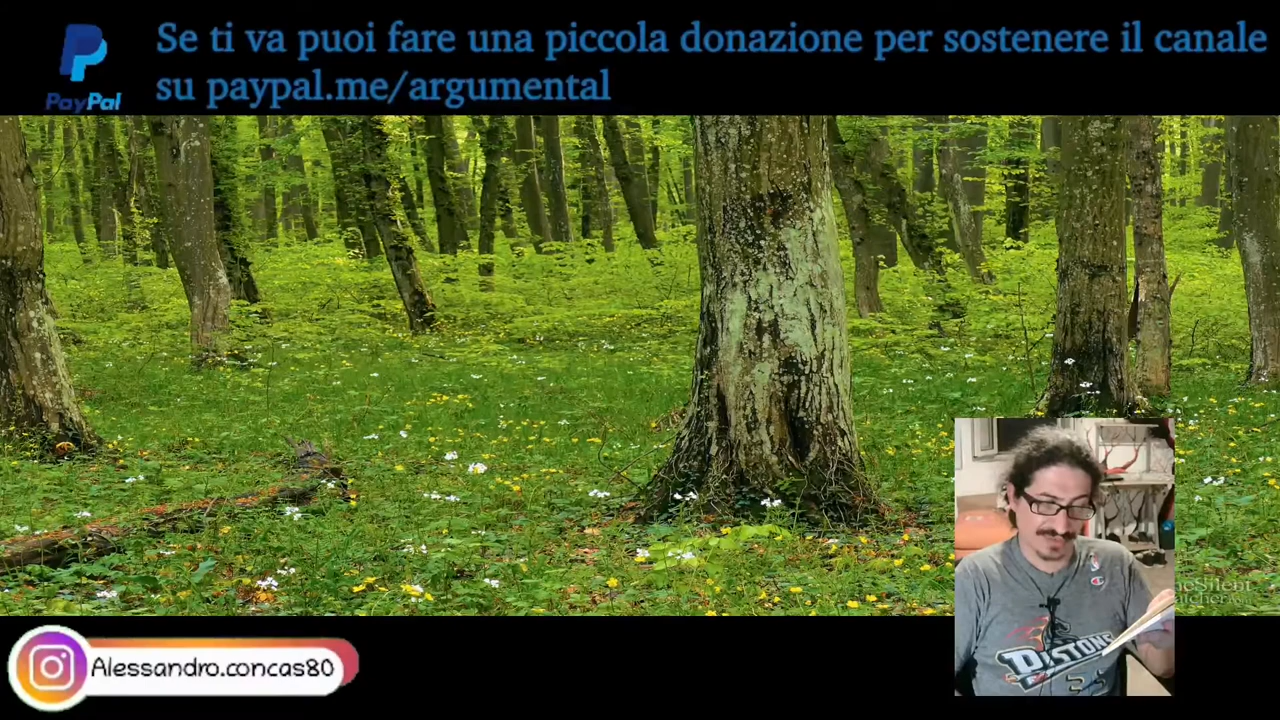 Se ti va puoi fare una piccola donazione per sostenere il canale
PayPal su paypal.me/argumental
PISTONS
Alessandro.concas80